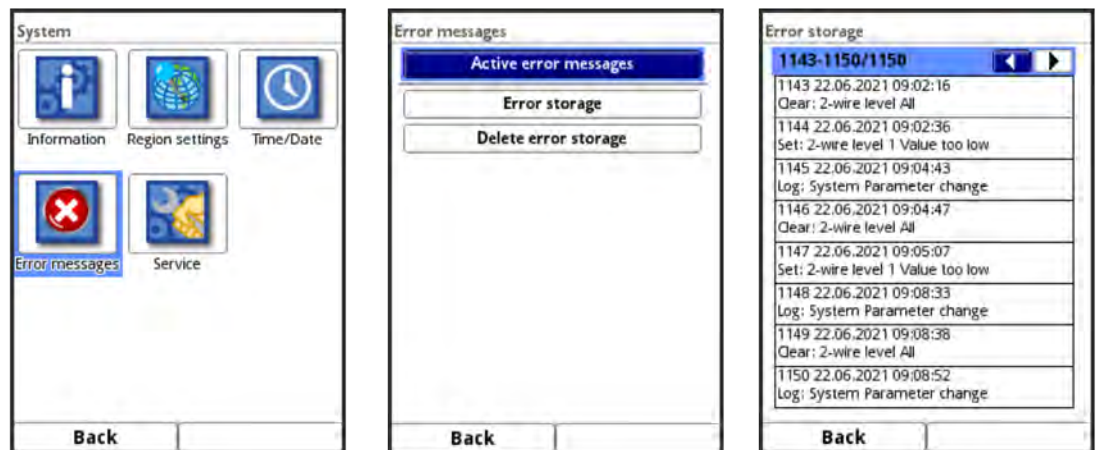 System
Information
Region settings
Time/Date
Error messages
Service
Back
Error messages
Active error messages
Error storage
Delete error storage
Back
Error storage
1143-1150/1150
1143 22.06.2021 09:02:16
Clear: 2-wire level All
1144 22.06.2021 09:02:36
Set: 2-wire level 1 Value too low
1145 22.06.2021 09:04:43
Log: System Parameter change
1146 22.06.2021 09:04:47
Clear: 2-wire level All
1147 22.06.2021 09:05:07
Set: 2-wire level 1 Value too low
1148 22.06.2021 09:08:33
Log: System Parameter change
1149 22.06.2021 09:08:38
Clear: 2-wire level All
1150 22.06.2021 09:08:52
Log: System Parameter change
Back